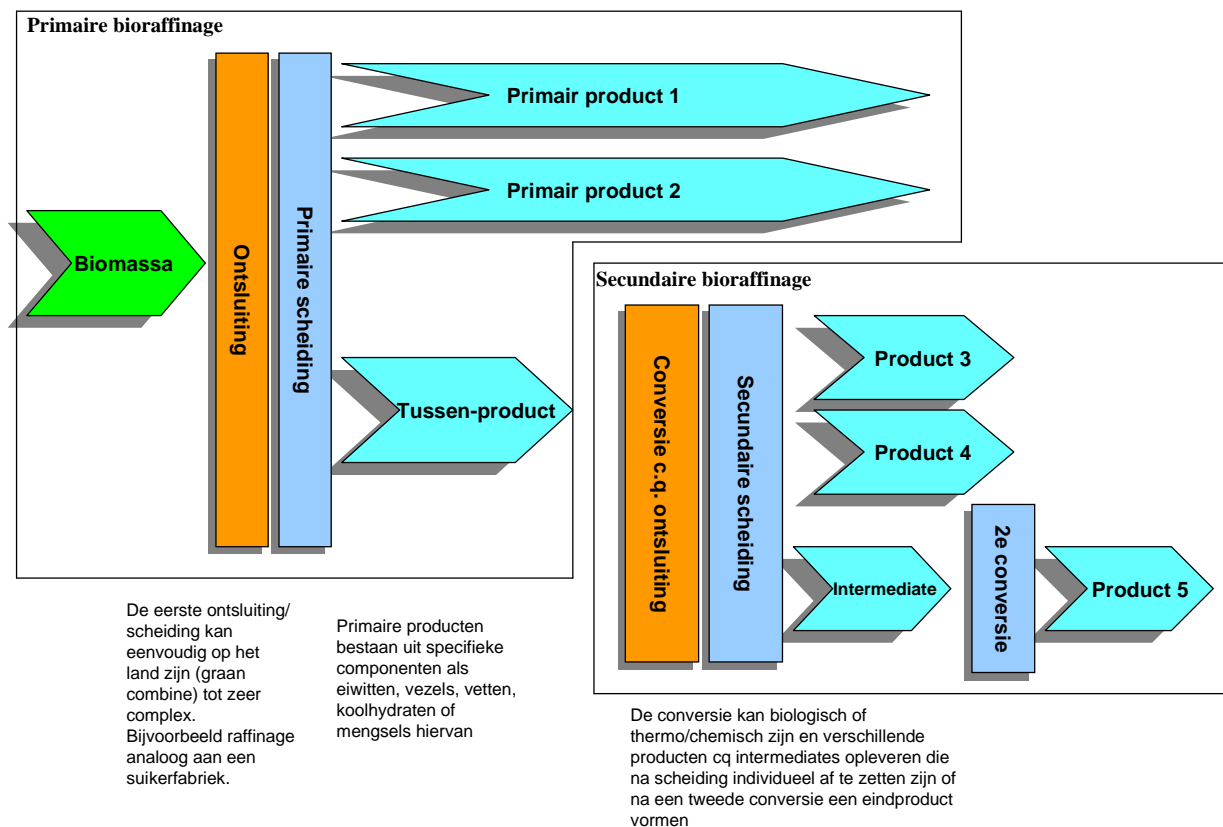 Primaire bioraffinage
Primair product 1
Primair product 2
Biomassa
Ontsluiting
Primaire scheiding
Tussen-product
Secundaire bioraffinage
Conversie c.q. ontsluiting
Secundaire scheiding
Product 3
Product 4
Intermediate
2e conversie
Product 5
De eerste ontsluiting/
scheiding kan
eenvoudig op het
land zijn (graan
combine) tot zeer
complex.
Bijvoorbeeld raffinage
analoog aan een
suikerfabriek.
Primaire producten
bestaan uit specifieke
componenten als
eiwitten, vezels, vetten,
koolhydraten of
mengsels hiervan
De conversie kan biologisch of
thermo/chemisch zijn en verschillende
producten cq intermediates opleveren die
na scheiding individueel af te zetten zijn of
na een tweede conversie een eindproduct
vormen